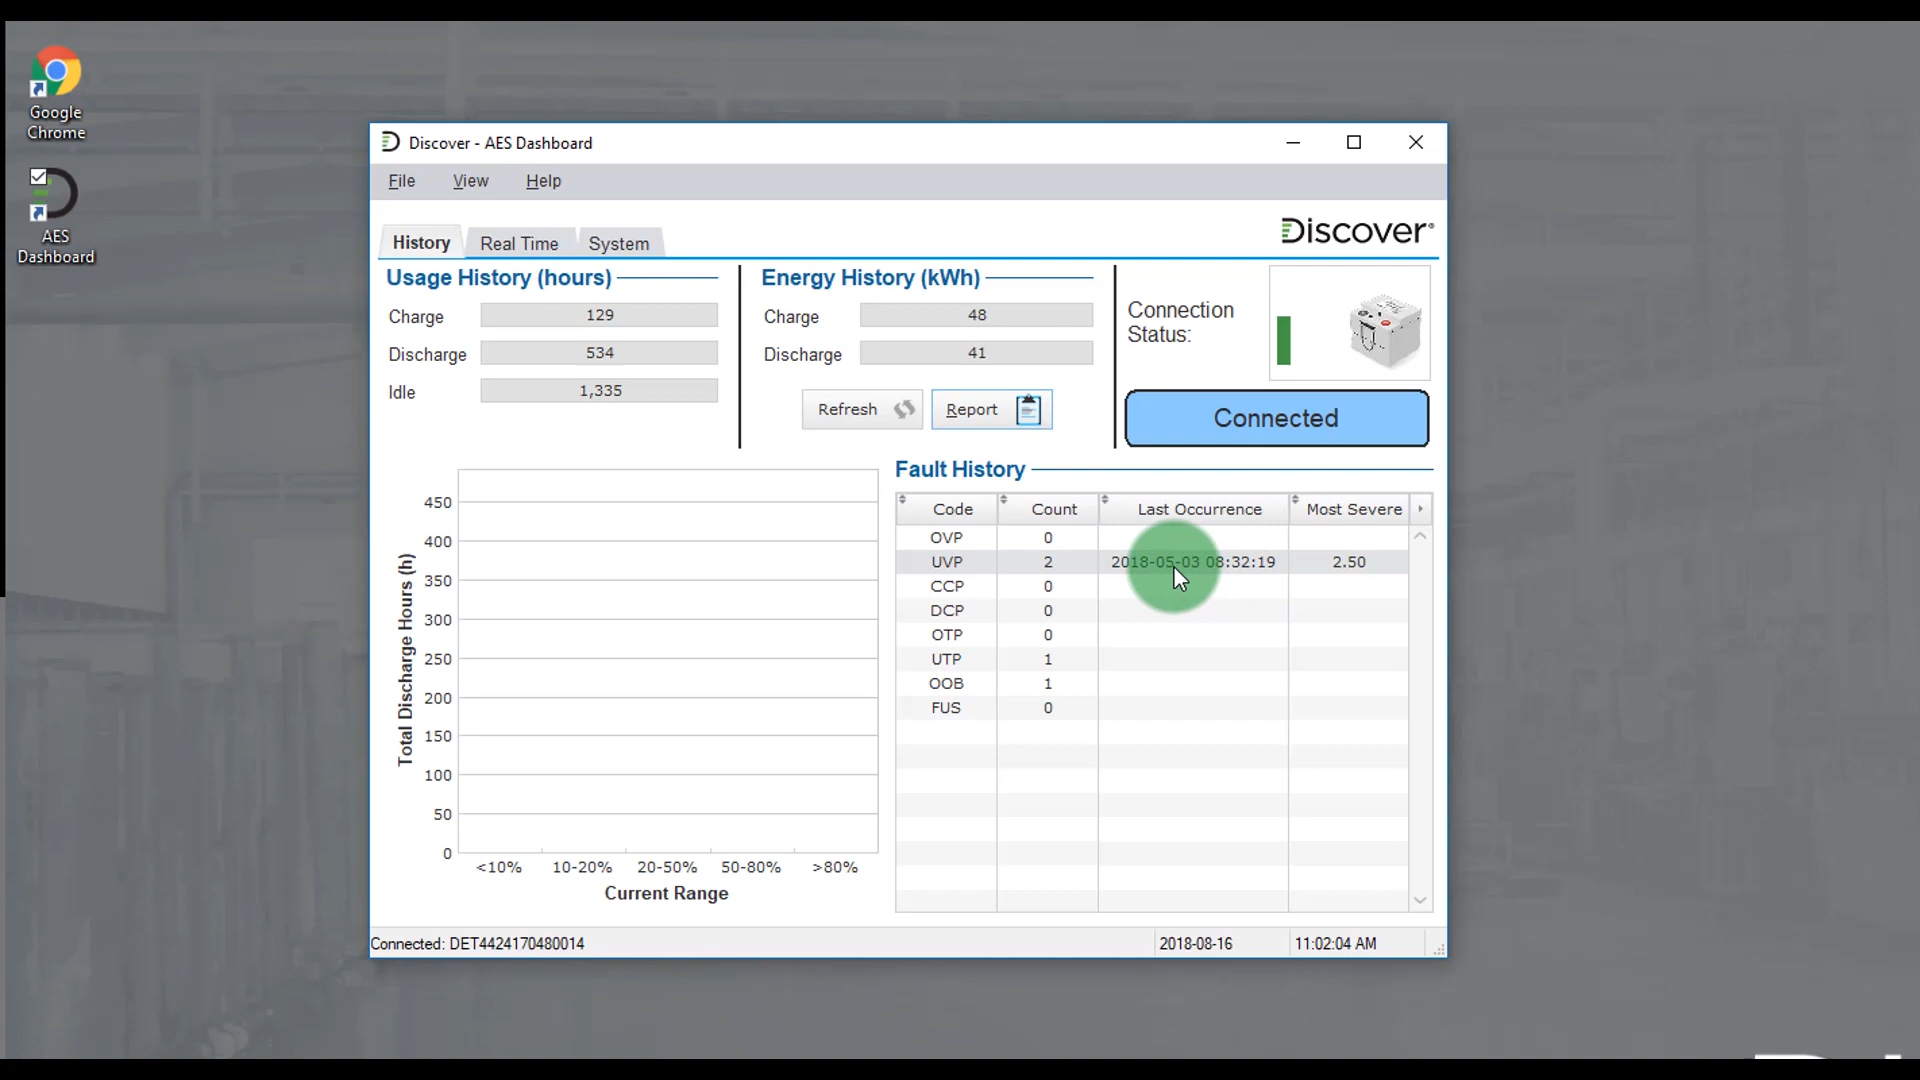 Google
Chrome
AES
Dashboard
Discover - AES Dashboard
File View Help
History Real Time System
Discover
Usage History (hours)
Charge 129
Discharge 534
Idle 1,335
Energy History (kWh)
Charge 48
Discharge 41
Refresh Report
Connection
Status:
Connected
Total Discharge Hours (h)
450
400
350
300
250
200
150
100
50
0
<10% 10-20% 20-50% 50-80% >80%
Current Range
Fault History
Code Count Last Occurrence Most Severe
OVP 0
UVP 2 2018-05-03 08:32:19 2.50
CCP 0
DCP 0
OTP 0
UTP 1
OOB 1
FUS 0
Connected: DET4424170480014 2018-08-16 11:02:04 AM